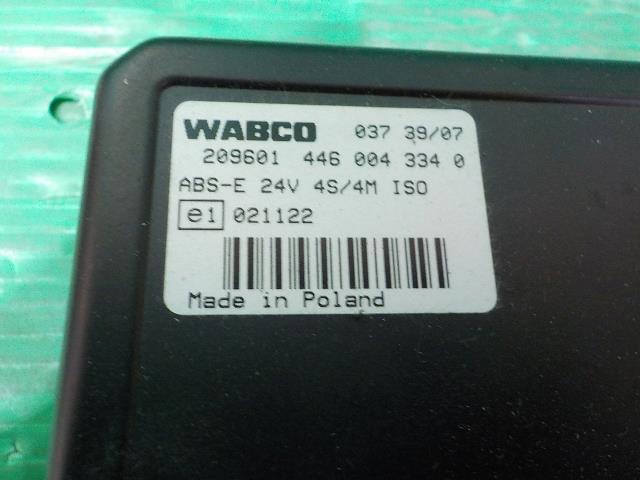 WABCO 037 39/07
209601 446 004 334 0
ABS-E 24V 4S/4M ISO
e1 021122
Made in Poland